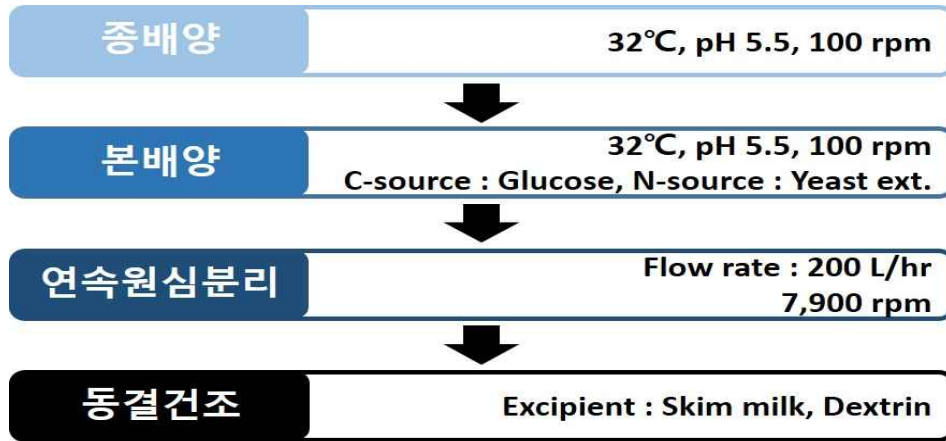 종배양
32℃, pH 5.5, 100 rpm
본배양
32℃, pH 5.5, 100 rpm
C-source : Glucose, N-source : Yeast ext.
연속원심분리
Flow rate : 200 L/hr
7,900 rpm
동결건조
Excipient : Skim milk, Dextrin